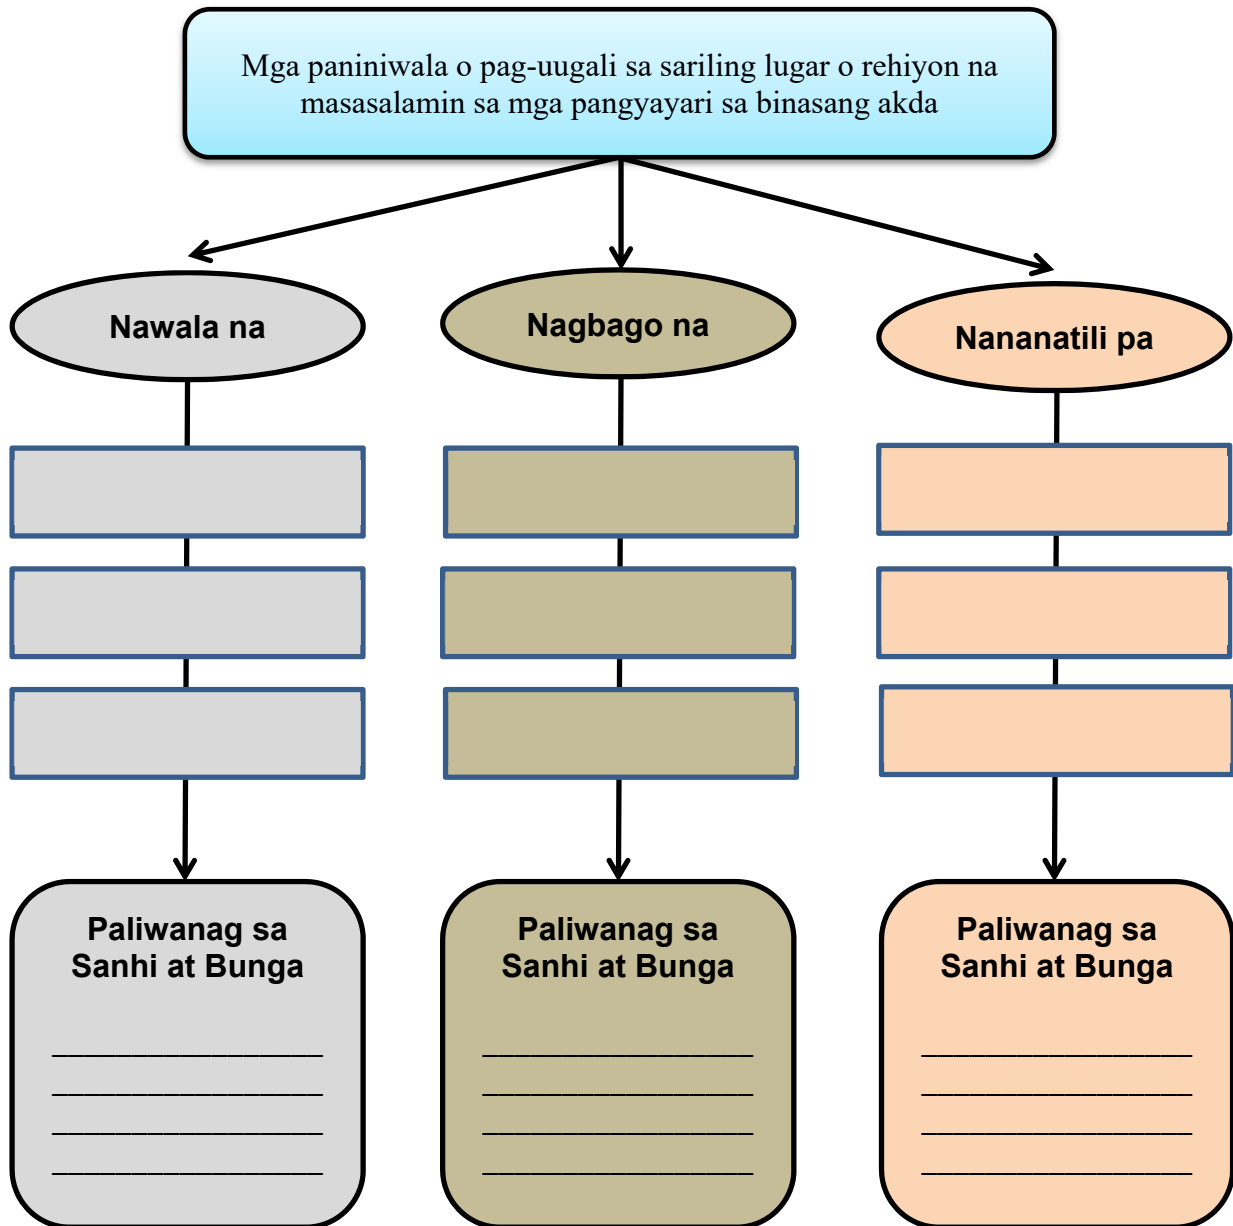 Mga paniniwala o pag-uugali sa sariling lugar o rehiyon na
masasalamin sa mga pangyayari sa binasang akda
Nawala na
Nagbago na
Nananatili pa
Paliwanag sa
Sanhi at Bunga
Paliwanag sa
Sanhi at Bunga
Paliwanag sa
Sanhi at Bunga